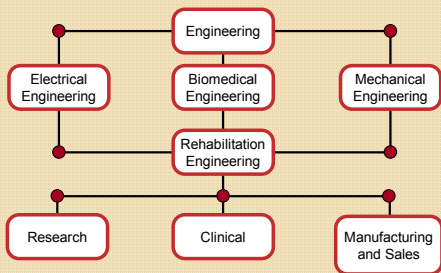 Engineering
Electrical
Engineering
Biomedical
Engineering
Mechanical
Engineering
Rehabilitation
Engineering
Research
Clinical
Manufacturing
and Sales